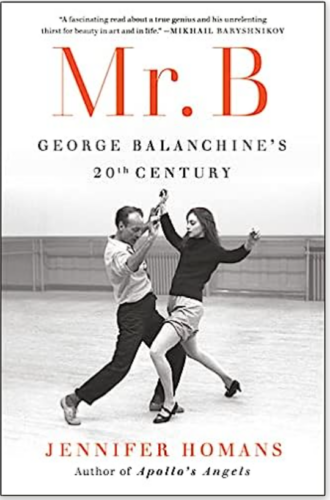 "A fascinating read about a true genius and his unrelenting
thirst for beauty in art and in life." —MIKHAIL BARYSHNIKOV
Mr. B
GEORGE BALANCHINE'S
20th CENTURY
JENNIFER HOMANS
Author of Apollo's Angels